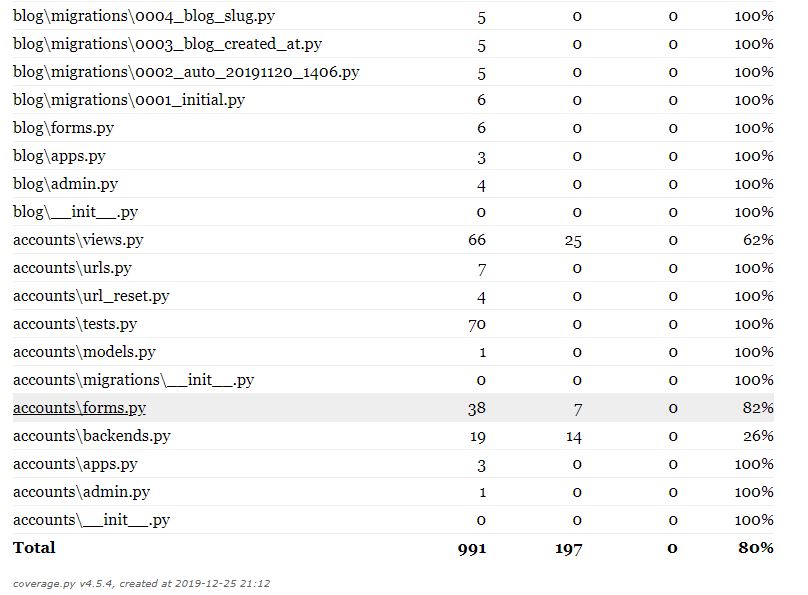 blog\migrations\0004_blog_slug.py 5 0 0 100%
blog\migrations\0003_blog_created_at.py 5 0 0 100%
blog\migrations\0002_auto_20191120_1406.py 5 0 0 100%
blog\migrations\0001_initial.py 6 0 0 100%
blog\forms.py 6 0 0 100%
blog\apps.py 3 0 0 100%
blog\admin.py 4 0 0 100%
blog\__init__.py 0 0 0 100%
accounts\views.py 66 25 0 62%
accounts\urls.py 7 0 0 100%
accounts\url_reset.py 4 0 0 100%
accounts\tests.py 70 0 0 100%
accounts\models.py 1 0 0 100%
accounts\migrations\__init__.py 0 0 0 100%
accounts\forms.py 38 7 0 82%
accounts\backends.py 19 14 0 26%
accounts\apps.py 3 0 0 100%
accounts\admin.py 1 0 0 100%
accounts\__init__.py 0 0 0 100%
Total 991 197 0 80%
coverage.py v4.5.4, created at 2019-12-25 21:12